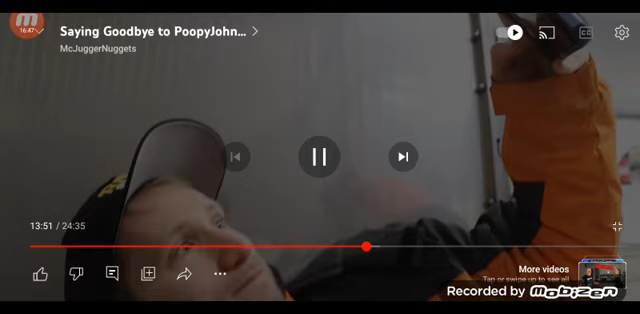 m
16:47
Saying Goodbye to PoopyJohn...
McJuggerNuggets
CC
13:51 / 24:35
More videos
Tap or swipe up to see all
Recorded by mobizen